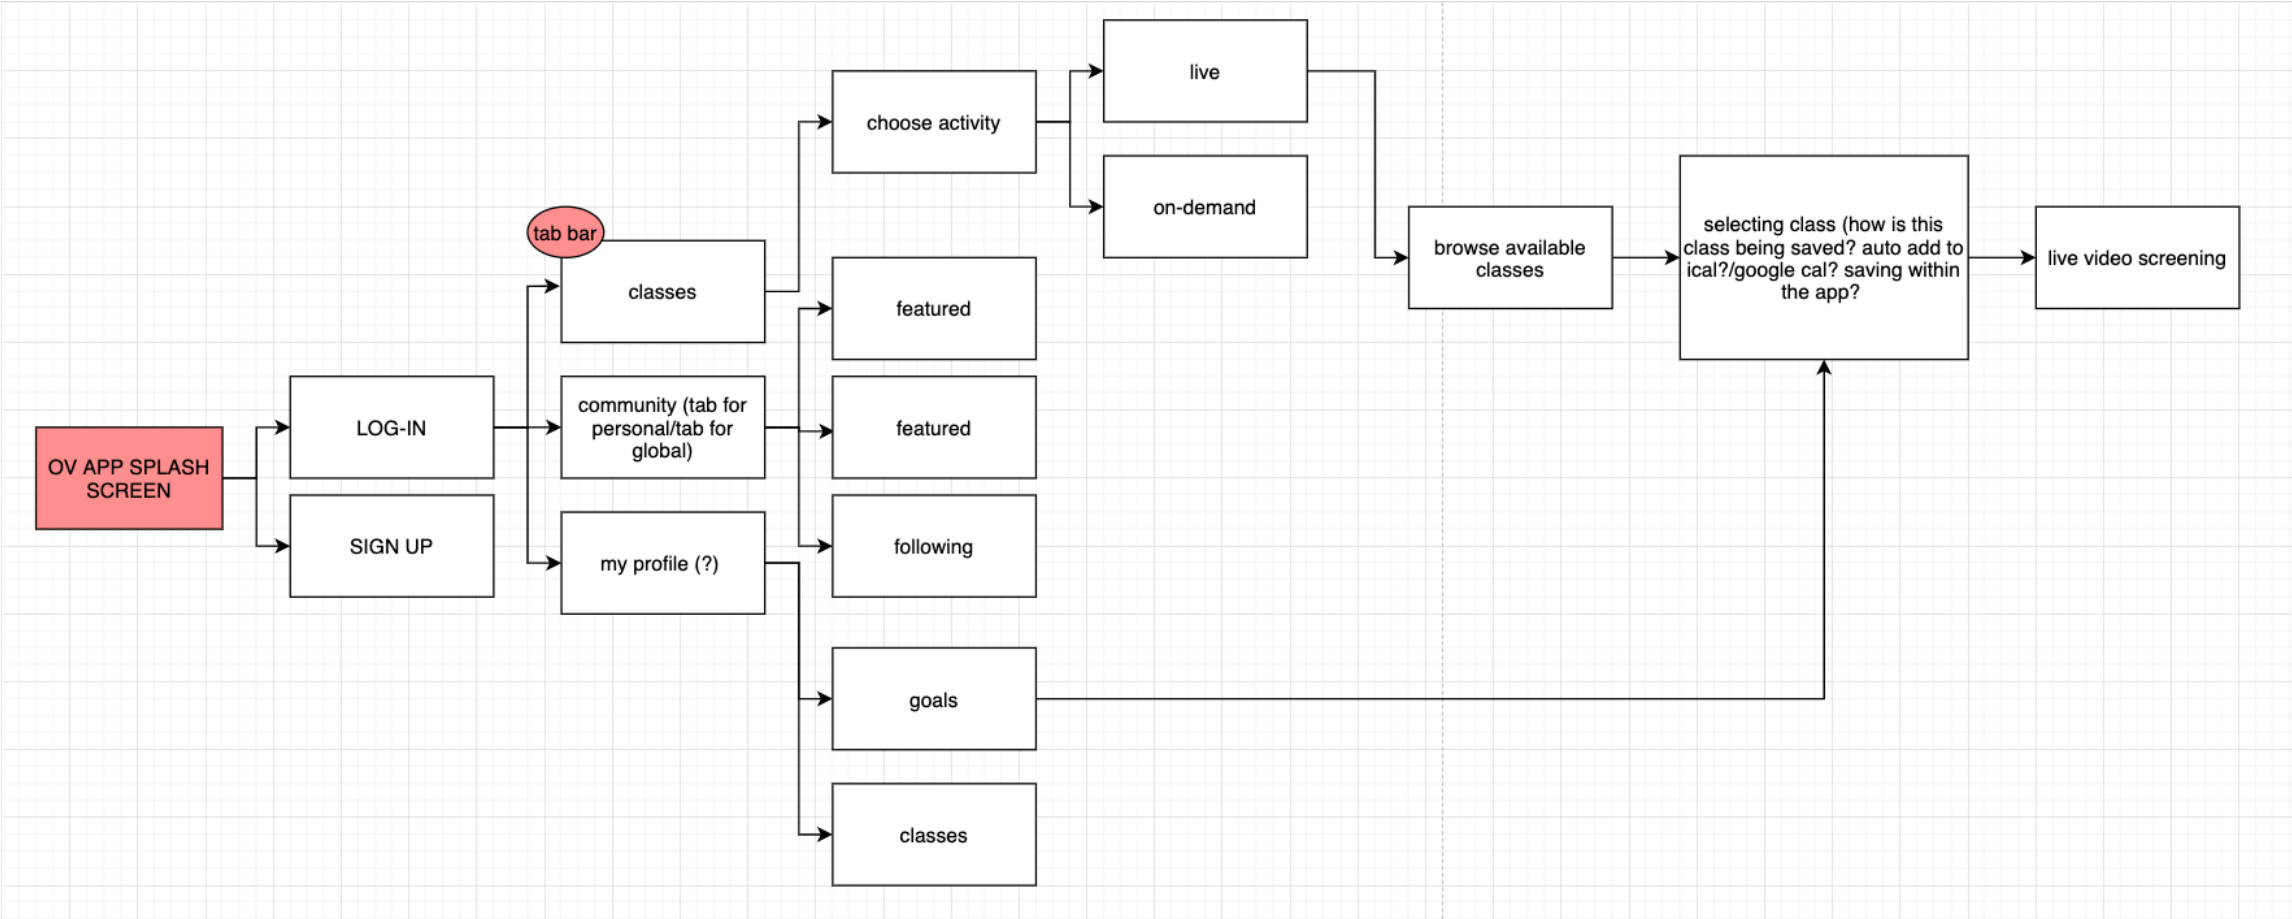 OV APP SPLASH
SCREEN
LOG-IN
SIGN UP
tab bar
classes
community (tab for
personal/tab for
global)
my profile (?)
choose activity
featured
featured
following
goals
classes
live
on-demand
browse available
classes
selecting class (how is this
class being saved? auto add to
ical?/google cal? saving within
the app?
live video screening